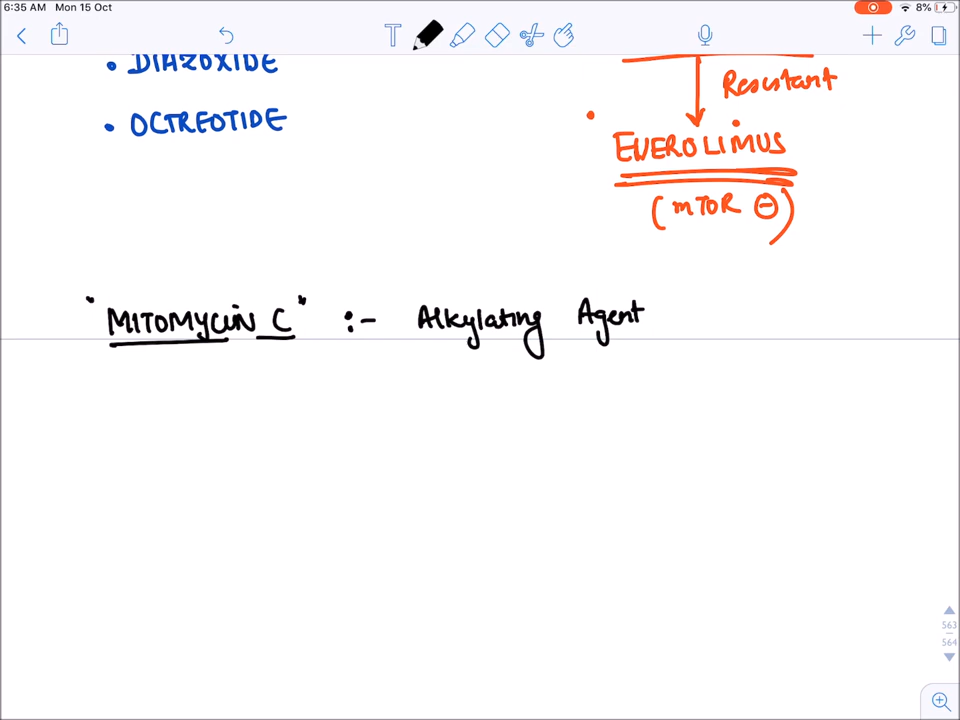 6:35 AM Mon 15 Oct 8%
T
• DIAZOXIDE
• OCTREOTIDE
Resistant
• EVEROLIMUS
(mTOR ⊖)
"MITOMYCIN C" :- Alkylating Agent
563
564